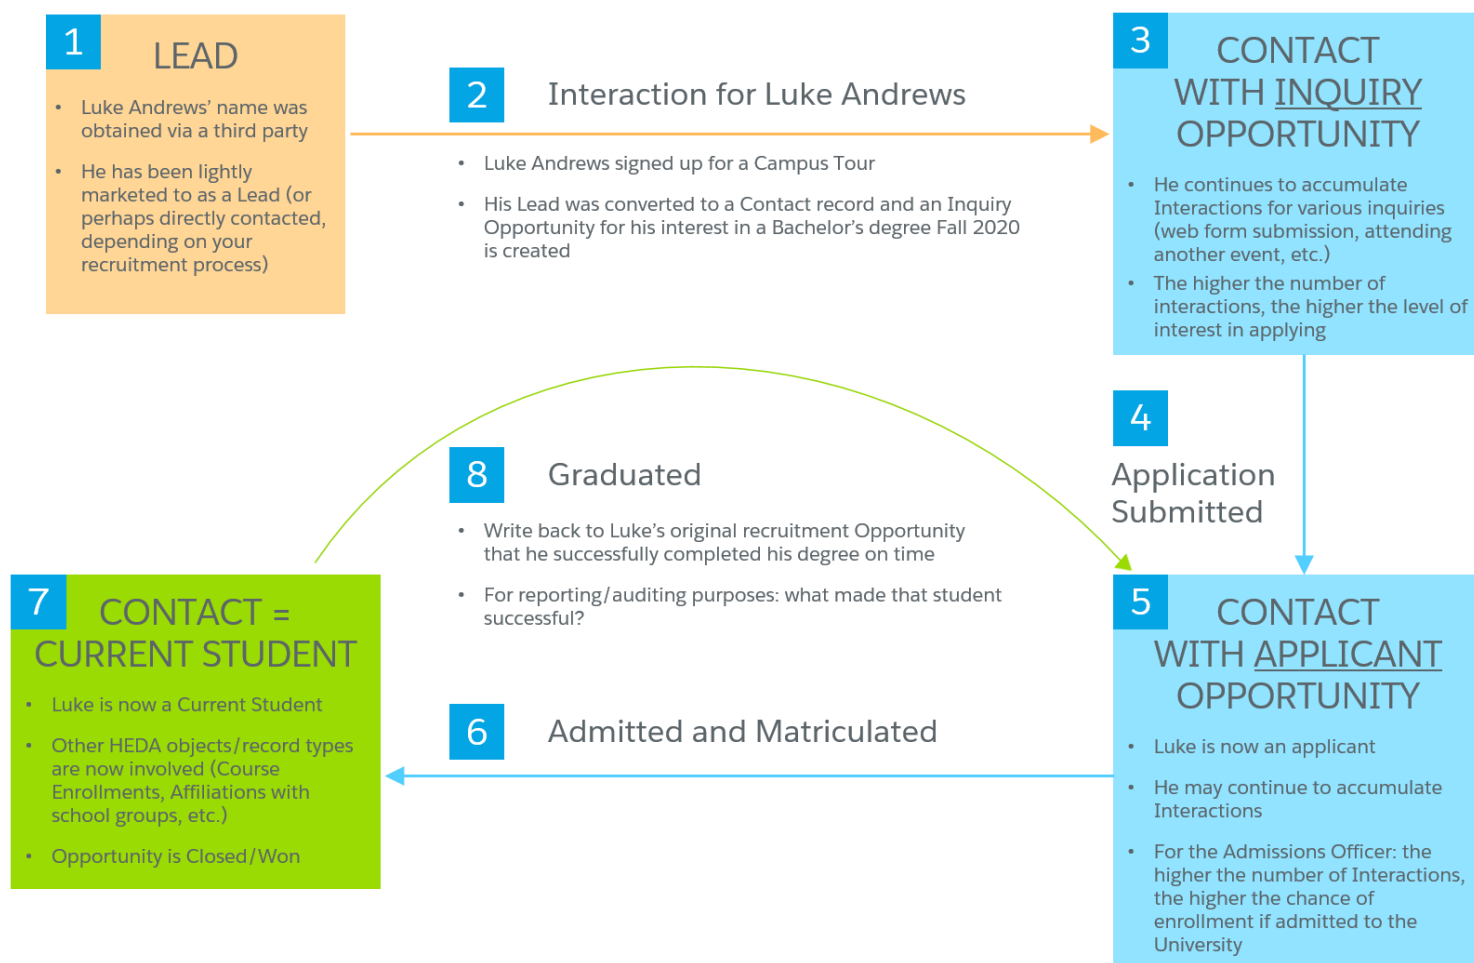 1
LEAD
• Luke Andrews’ name was
obtained via a third party
• He has been lightly
marketed to as a Lead (or
perhaps directly contacted,
depending on your
recruitment process)
2
Interaction for Luke Andrews
• Luke Andrews signed up for a Campus Tour
• His Lead was converted to a Contact record and an Inquiry
Opportunity for his interest in a Bachelor’s degree Fall 2020
is created
3
CONTACT
WITH INQUIRY
OPPORTUNITY
• He continues to accumulate
Interactions for various inquiries
(web form submission, attending
another event, etc.)
• The higher the number of
interactions, the higher the level of
interest in applying
4
Application
Submitted
5
CONTACT
WITH APPLICANT
OPPORTUNITY
• Luke is now an applicant
• He may continue to accumulate
Interactions
• For the Admissions Officer: the
higher the number of Interactions,
the higher the chance of
enrollment if admitted to the
University
6
Admitted and Matriculated
7
CONTACT =
CURRENT STUDENT
• Luke is now a Current Student
• Other HEDA objects/record types
are now involved (Course
Enrollments, Affiliations with
school groups, etc.)
• Opportunity is Closed/Won
8
Graduated
• Write back to Luke’s original recruitment Opportunity
that he successfully completed his degree on time
• For reporting/auditing purposes: what made that student
successful?